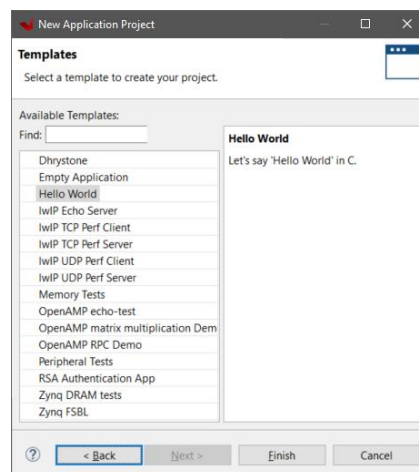 New Application Project
Templates
Select a template to create your project.
Available Templates:
Find:
Dhrystone
Empty Application
Hello World
lwIP Echo Server
lwIP TCP Perf Client
lwIP TCP Perf Server
lwIP UDP Perf Client
lwIP UDP Perf Server
Memory Tests
OpenAMP echo-test
OpenAMP matrix multiplication Dem
OpenAMP RPC Demo
Peripheral Tests
RSA Authentication App
Zynq DRAM tests
Zynq FSBL
Hello World
Let's say 'Hello World' in C.
?
< Back
Next >
Finish
Cancel